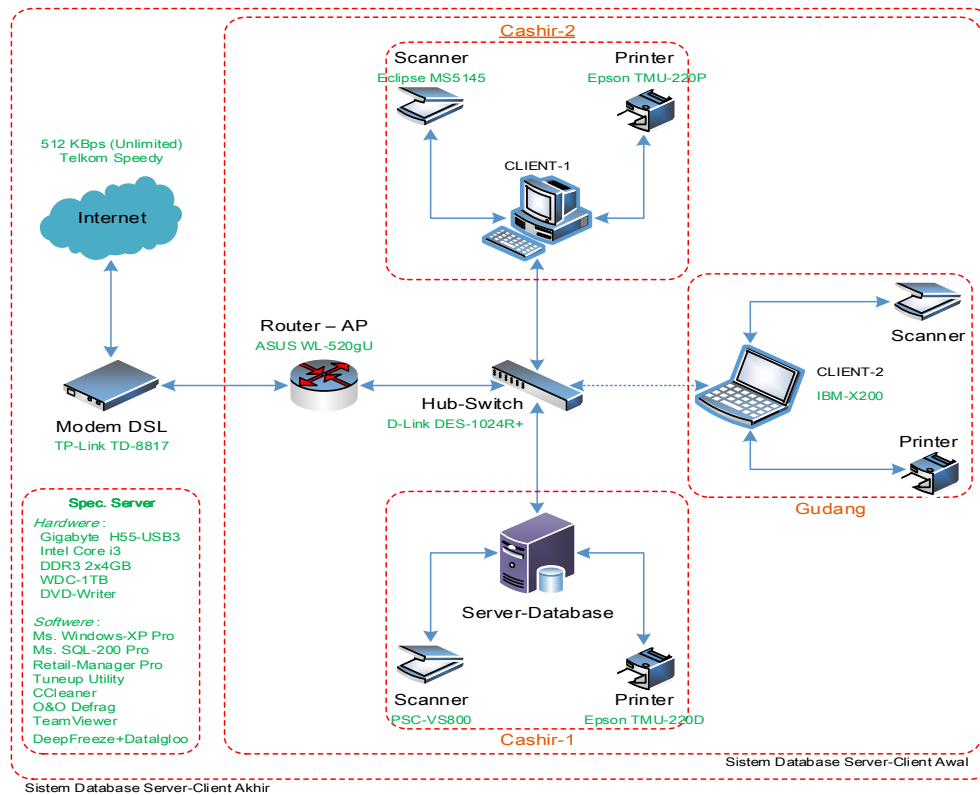 Cashir-2
Scanner
Eclipse MS5145
Printer
Epson TMU-220P
CLIENT-1
512 KBps (Unlimited)
Telkom Speedy
Internet
Router – AP
ASUS WL-520gU
Modem DSL
TP-Link TD-8817
Hub-Switch
D-Link DES-1024R+
Scanner
CLIENT-2
IBM-X200
Printer
Gudang
Spec. Server
Hardwere :
Gigabyte H55-USB3
Intel Core i3
DDR3 2x4GB
WDC-1TB
DVD-Writer
Softwere :
Ms. Windows-XP Pro
Ms. SQL-200 Pro
Retail-Manager Pro
Tuneup Utility
CCleaner
O&O Defrag
TeamViewer
DeepFreeze+DataIgloo
Server-Database
Scanner
PSC-VS800
Printer
Epson TMU-220D
Cashir-1
Sistem Database Server-Client Awal
Sistem Database Server-Client Akhir